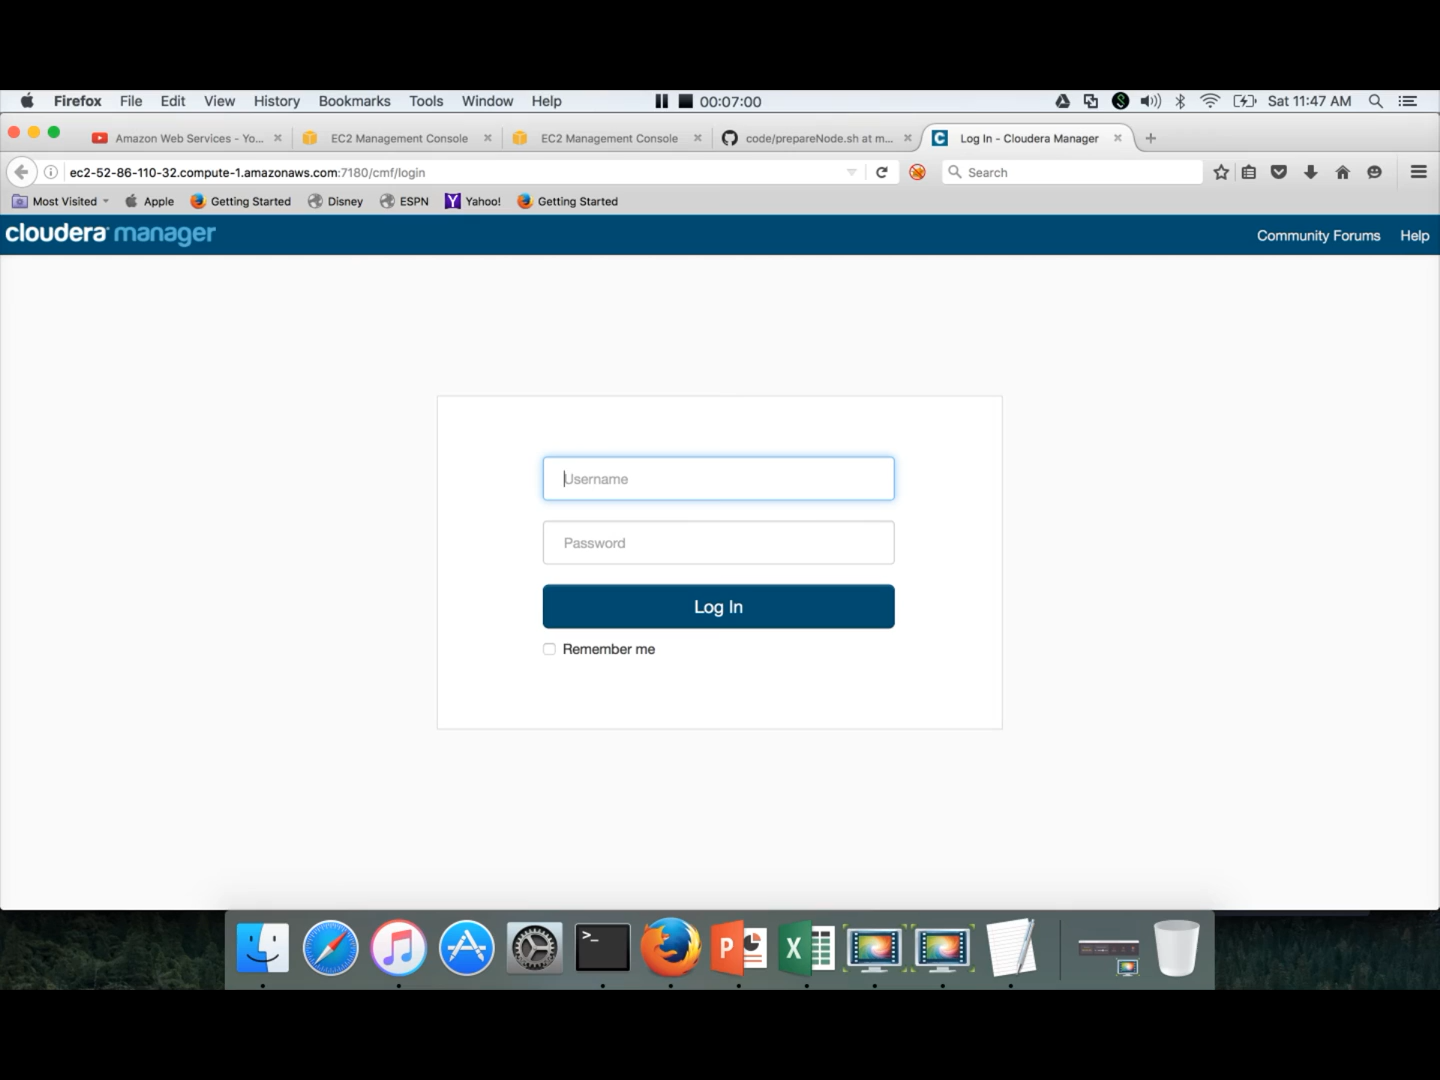 Firefox File Edit View History Bookmarks Tools Window Help 00:07:00 Sat 11:47 AM
Amazon Web Services - Yo... EC2 Management Console EC2 Management Console code/prepareNode.sh at m... Log In - Cloudera Manager
ec2-52-86-110-32.compute-1.amazonaws.com:7180/cmf/login Search
Most Visited Apple Getting Started Disney ESPN Yahoo! Getting Started
cloudera manager Community Forums Help
Username
Password
Log In
Remember me